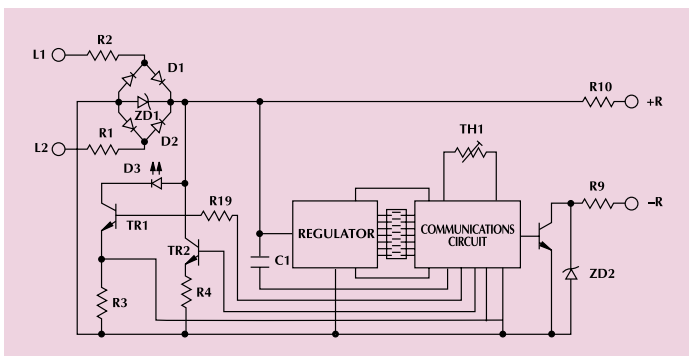 R2
L1
D1
R10
+R
ZD1
TH1
R1
D2
L2
D3
R19
R9
−R
TR1
REGULATOR
COMMUNICATIONS
CIRCUIT
TR2
C1
ZD2
R3
R4